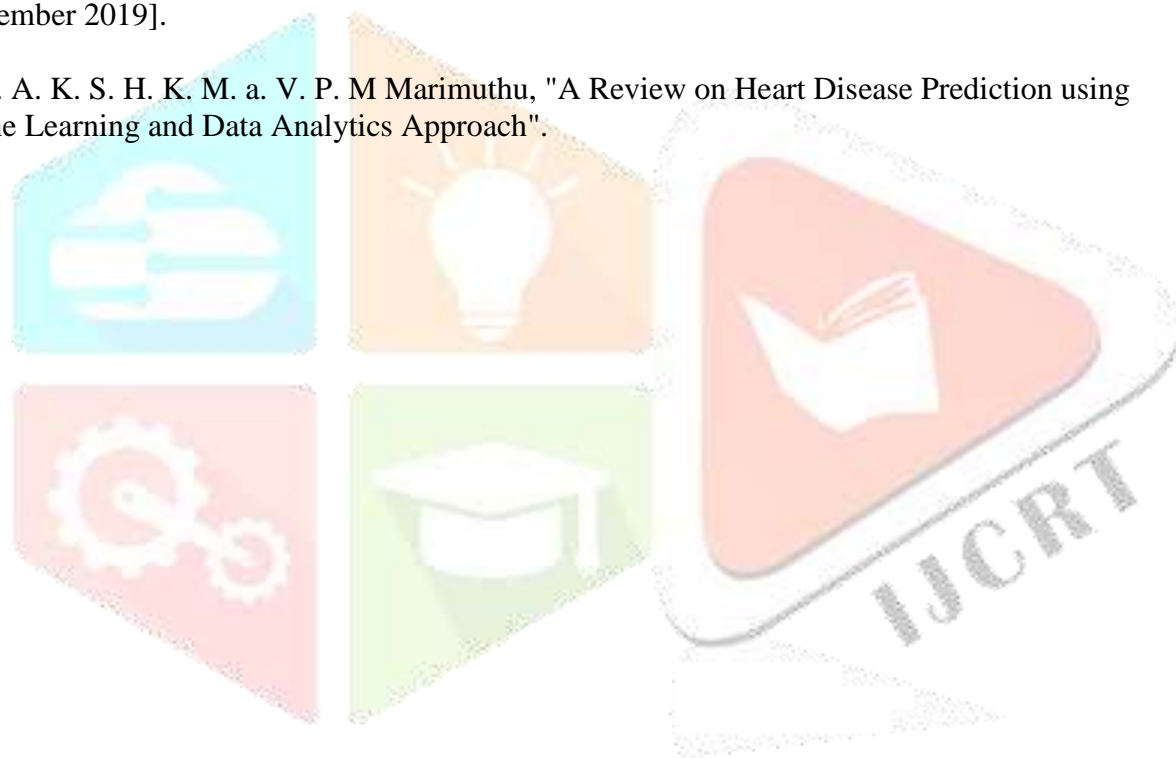 ember 2019].
. A. K. S. H. K. M. a. V. P. M Marimuthu, "A Review on Heart Disease Prediction using
e Learning and Data Analytics Approach".
IJCRT